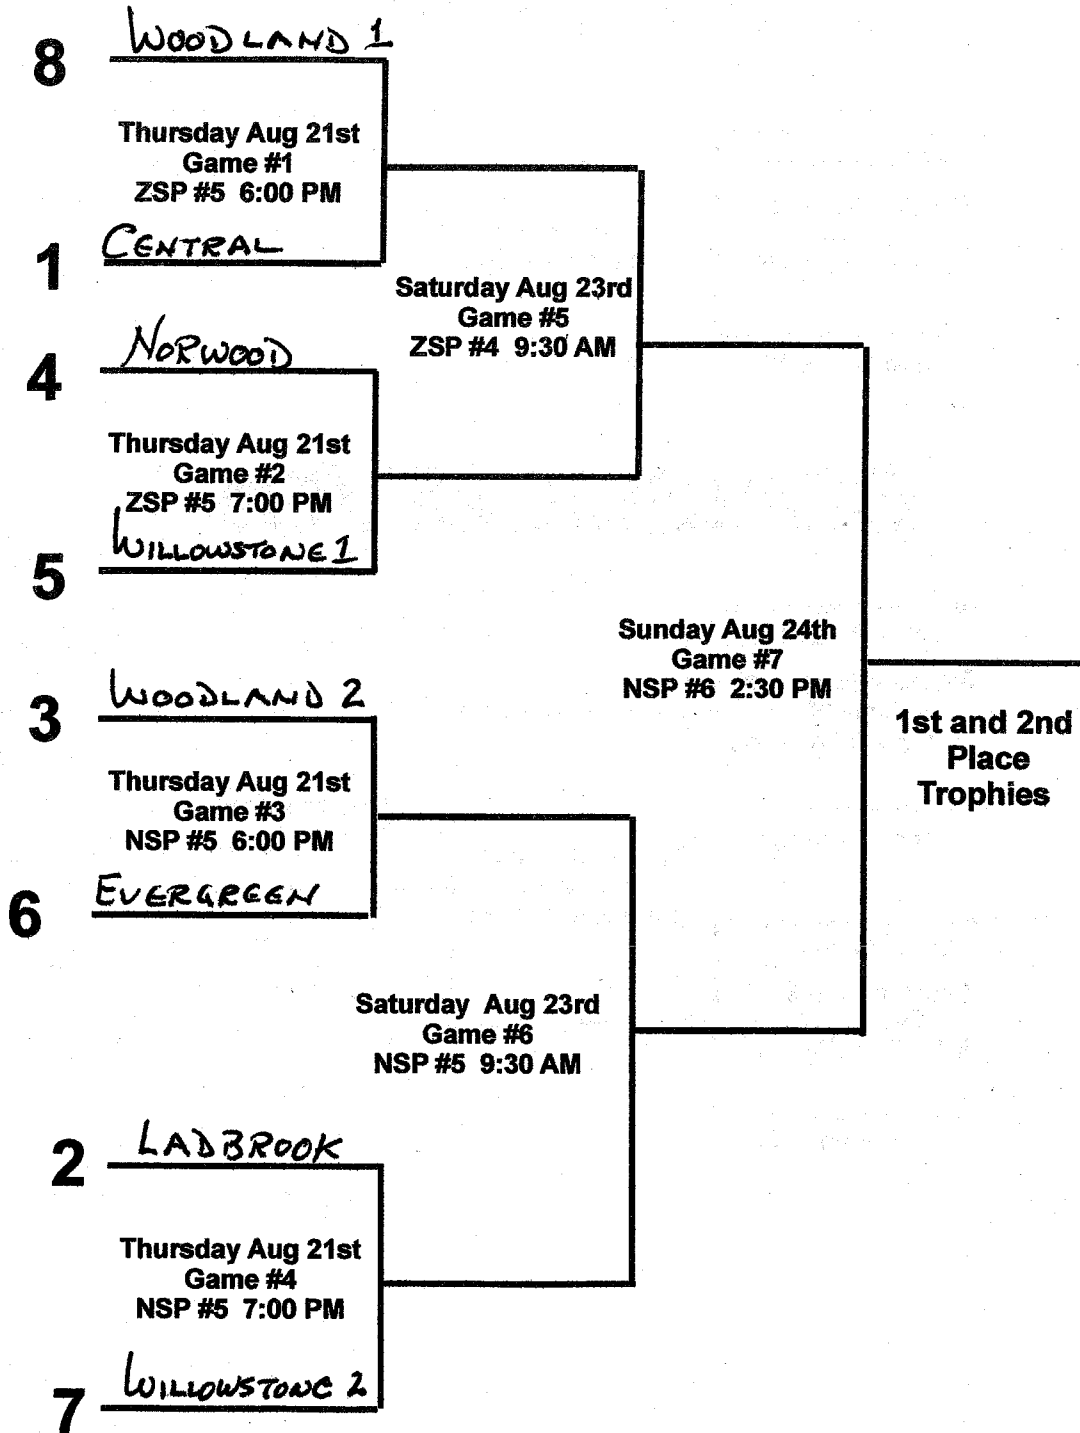 8
WOODLAND 1
Thursday Aug 21st
Game #1
ZSP #5 6:00 PM
1
CENTRAL
Saturday Aug 23rd
Game #5
ZSP #4 9:30 AM
4
NORWOOD
Thursday Aug 21st
Game #2
ZSP #5 7:00 PM
5
WILLOWSTONE 1
Sunday Aug 24th
Game #7
NSP #6 2:30 PM
1st and 2nd
Place
Trophies
3
WOODLAND 2
Thursday Aug 21st
Game #3
NSP #5 6:00 PM
6
EVERGREEN
Saturday Aug 23rd
Game #6
NSP #5 9:30 AM
2
LADBROOK
Thursday Aug 21st
Game #4
NSP #5 7:00 PM
7
WILLOWSTONE 2